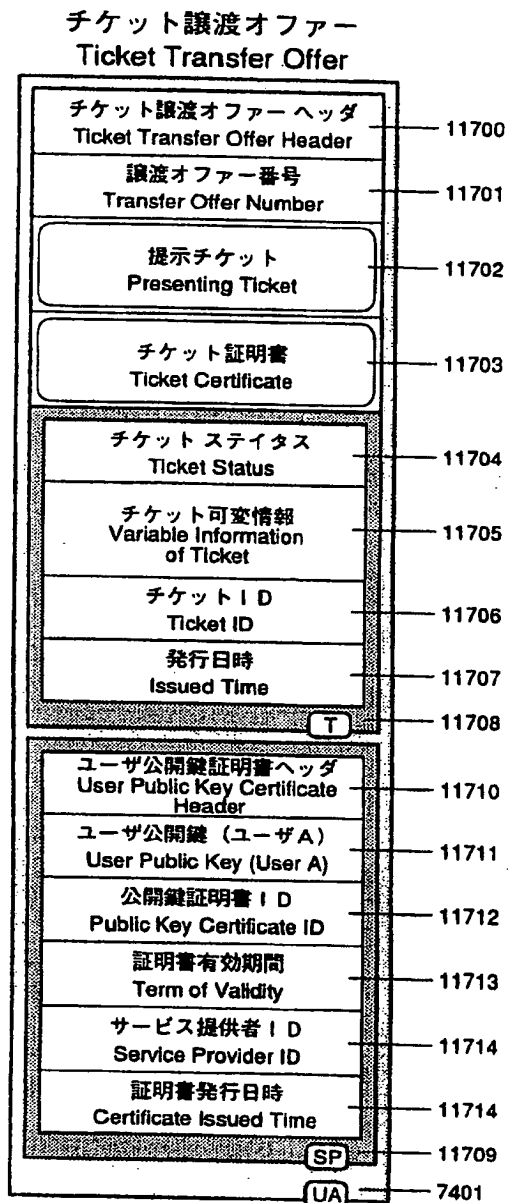 チケット譲渡オファー
Ticket Transfer Offer
チケット譲渡オファー ヘッダ
Ticket Transfer Offer Header
11700
譲渡オファー番号
Transfer Offer Number
11701
提示チケット
Presenting Ticket
11702
チケット証明書
Ticket Certificate
11703
チケット ステイタス
Ticket Status
11704
チケット可変情報
Variable Information
of Ticket
11705
チケットID
Ticket ID
11706
発行日時
Issued Time
11707
T
11708
ユーザ公開鍵証明書ヘッダ
User Public Key Certificate
Header
11710
ユーザ公開鍵（ユーザA）
User Public Key (User A)
11711
公開鍵証明書ID
Public Key Certificate ID
11712
証明書有効期間
Term of Validity
11713
サービス提供者ID
Service Provider ID
11714
証明書発行日時
Certificate Issued Time
11714
SP
11709
UA
7401